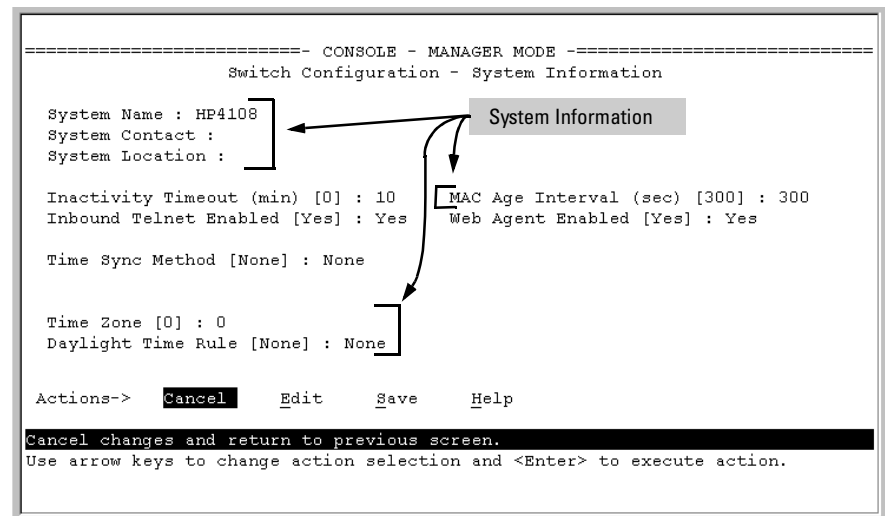 ==========================- CONSOLE - MANAGER MODE -============================
Switch Configuration - System Information
System Name : HP4108
System Contact :
System Location :
System Information
Inactivity Timeout (min) [0] : 10 MAC Age Interval (sec) [300] : 300
Inbound Telnet Enabled [Yes] : Yes Web Agent Enabled [Yes] : Yes
Time Sync Method [None] : None
Time Zone [0] : 0
Daylight Time Rule [None] : None
Actions-> Cancel Edit Save Help
Cancel changes and return to previous screen.
Use arrow keys to change action selection and <Enter> to execute action.